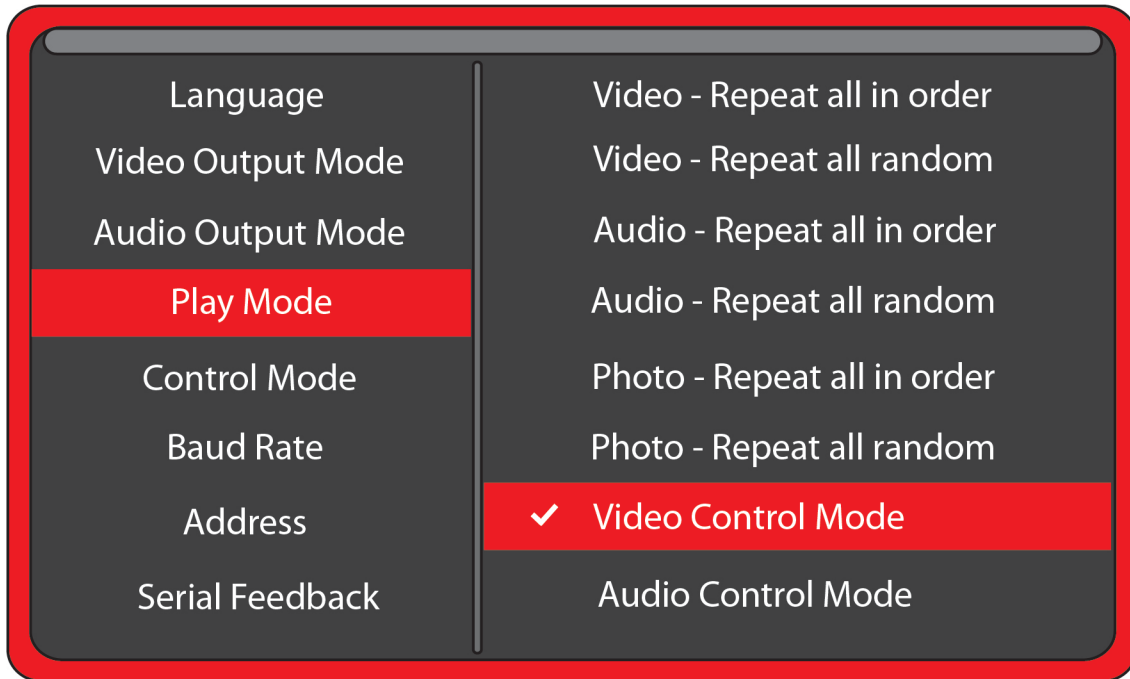 Language
Video Output Mode
Audio Output Mode
Play Mode
Control Mode
Baud Rate
Address
Serial Feedback
Video - Repeat all in order
Video - Repeat all random
Audio - Repeat all in order
Audio - Repeat all random
Photo - Repeat all in order
Photo - Repeat all random
Video Control Mode
Audio Control Mode